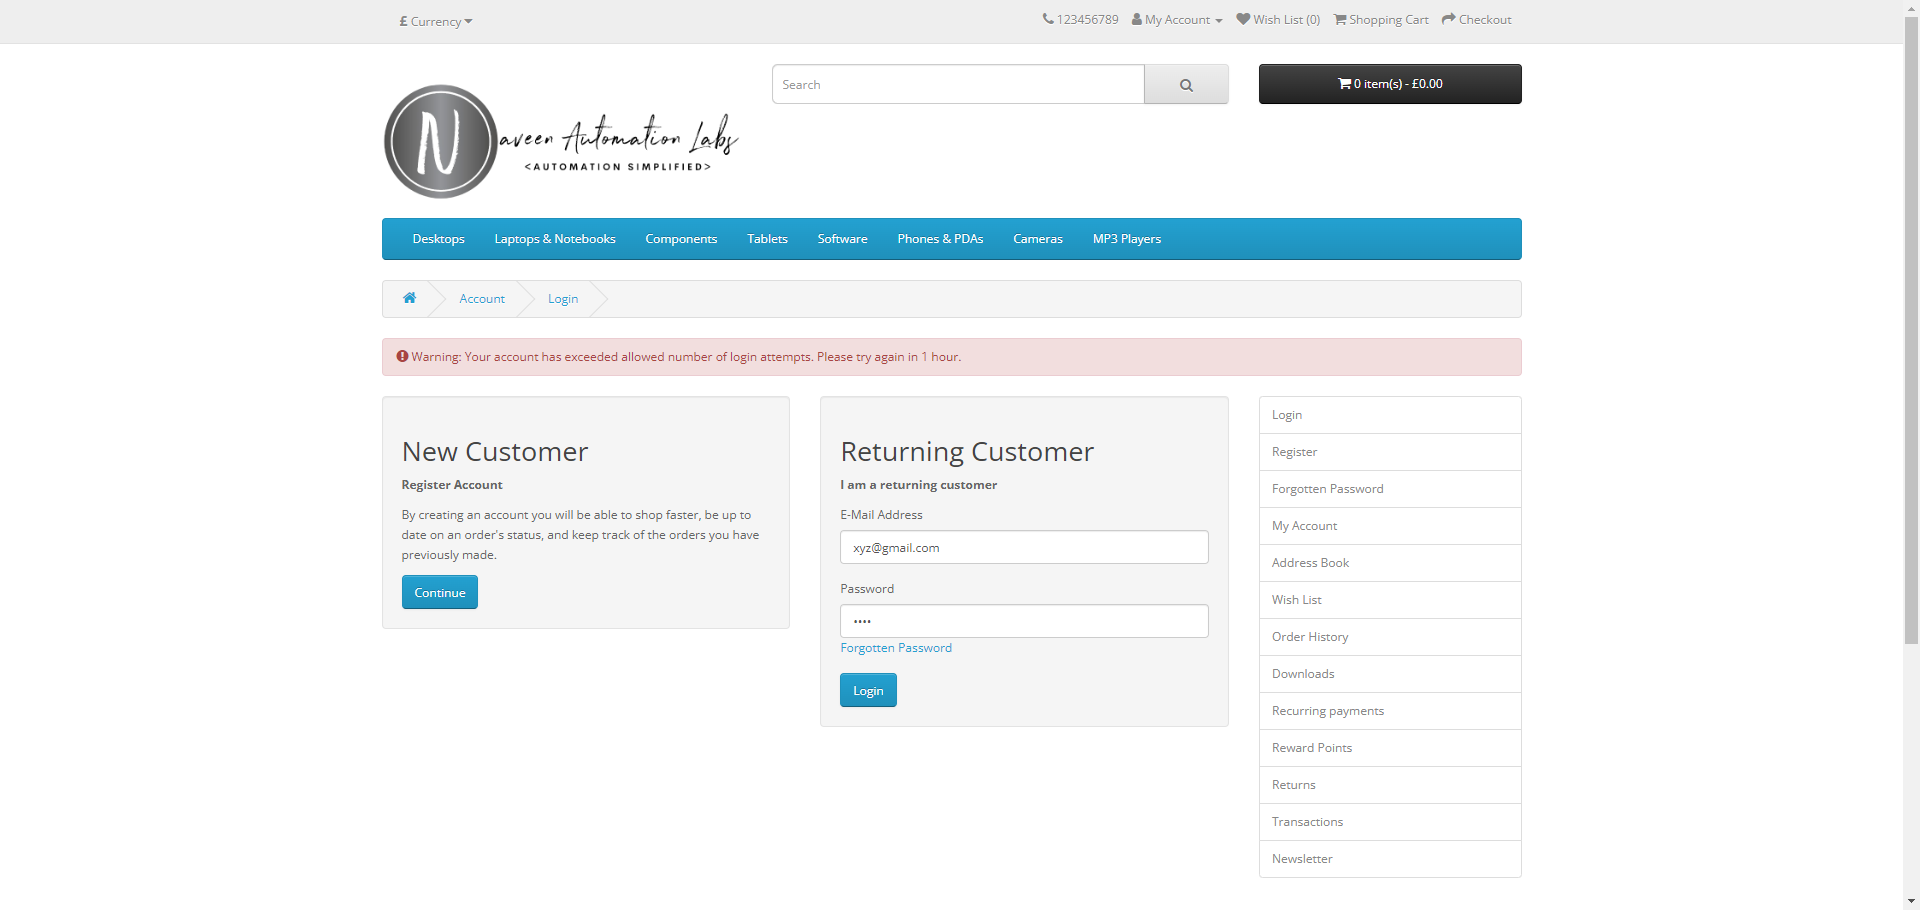 £ Currency
123456789 My Account Wish List (0) Shopping Cart Checkout
Search
0 item(s) - £0.00
Naveen Automation Labs
<AUTOMATION SIMPLIFIED>
Desktops Laptops & Notebooks Components Tablets Software Phones & PDAs Cameras MP3 Players
Account Login
Warning: Your account has exceeded allowed number of login attempts. Please try again in 1 hour.
New Customer
Register Account
By creating an account you will be able to shop faster, be up to
date on an order's status, and keep track of the orders you have
previously made.
Continue
Returning Customer
I am a returning customer
E-Mail Address
xyz@gmail.com
Password
••••
Forgotten Password
Login
Login
Register
Forgotten Password
My Account
Address Book
Wish List
Order History
Downloads
Recurring payments
Reward Points
Returns
Transactions
Newsletter